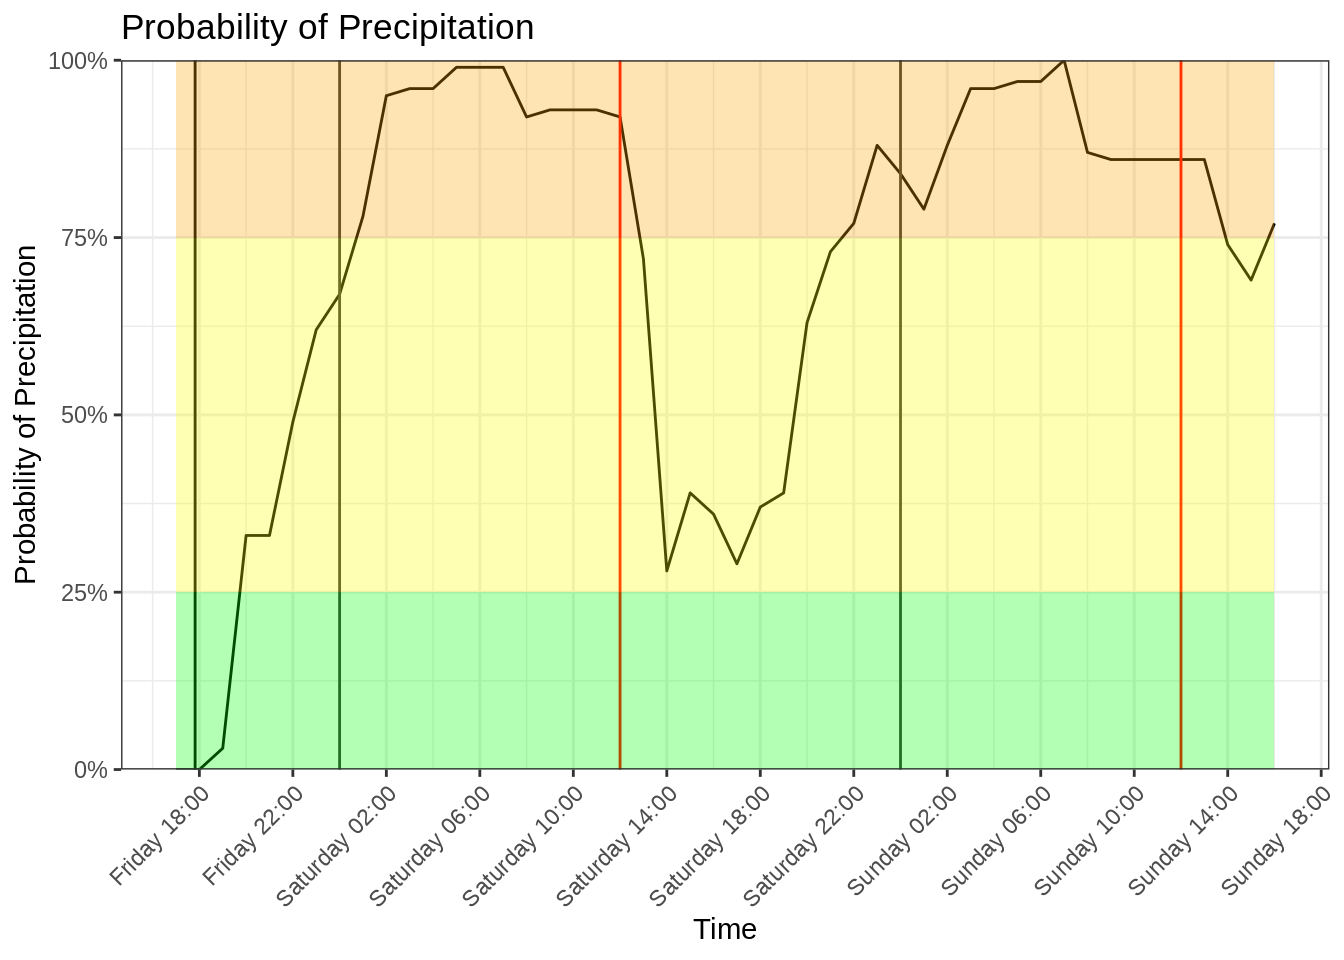 Probability of Precipitation
Probability of Precipitation
100%
75%
50%
25%
0%
Friday 18:00
Friday 22:00
Saturday 02:00
Saturday 06:00
Saturday 10:00
Saturday 14:00
Saturday 18:00
Saturday 22:00
Sunday 02:00
Sunday 06:00
Sunday 10:00
Sunday 14:00
Sunday 18:00
Time